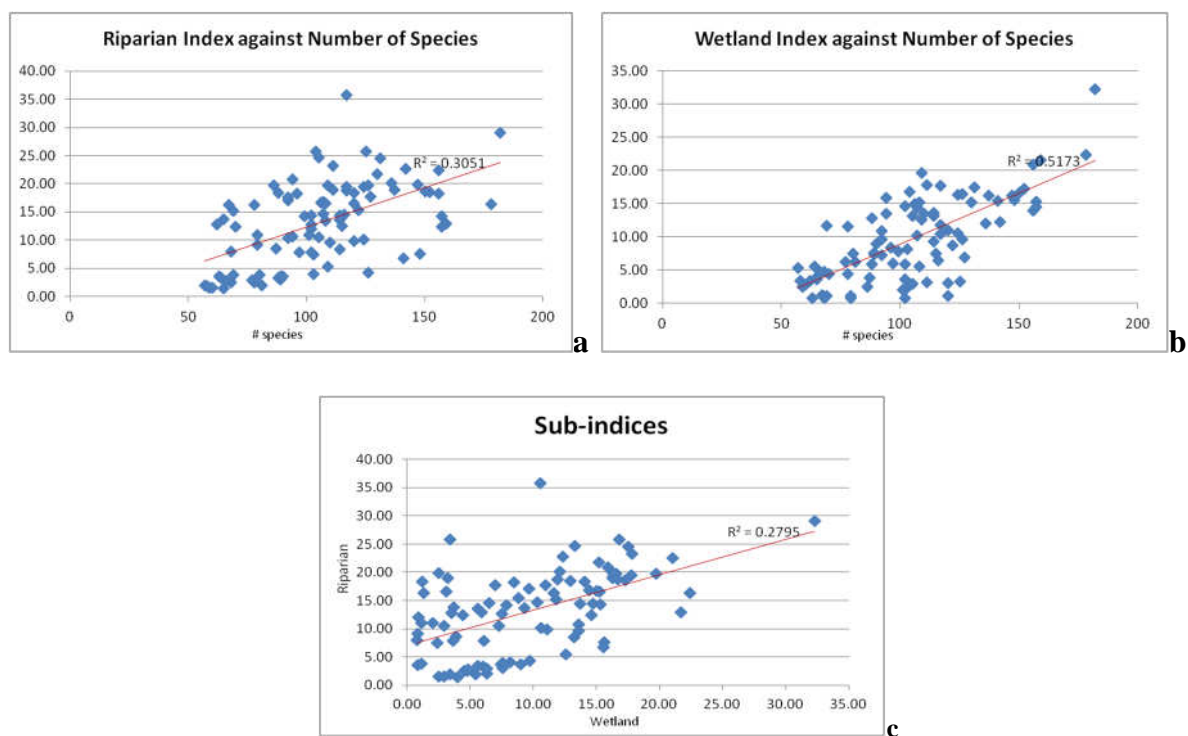 Riparian Index against Number of Species
40.00
35.00
30.00
25.00
20.00
15.00
10.00
5.00
0.00
R² = 0.3051
0 50 100 150 200
# species
a
Wetland Index against Number of Species
35.00
30.00
25.00
20.00
15.00
10.00
5.00
0.00
R² = 0.5173
0 50 100 150 200
# species
b
Sub-indices
40.00
35.00
30.00
25.00
20.00
15.00
10.00
5.00
0.00
Riparian
R² = 0.2795
0.00 5.00 10.00 15.00 20.00 25.00 30.00 35.00
Wetland
c